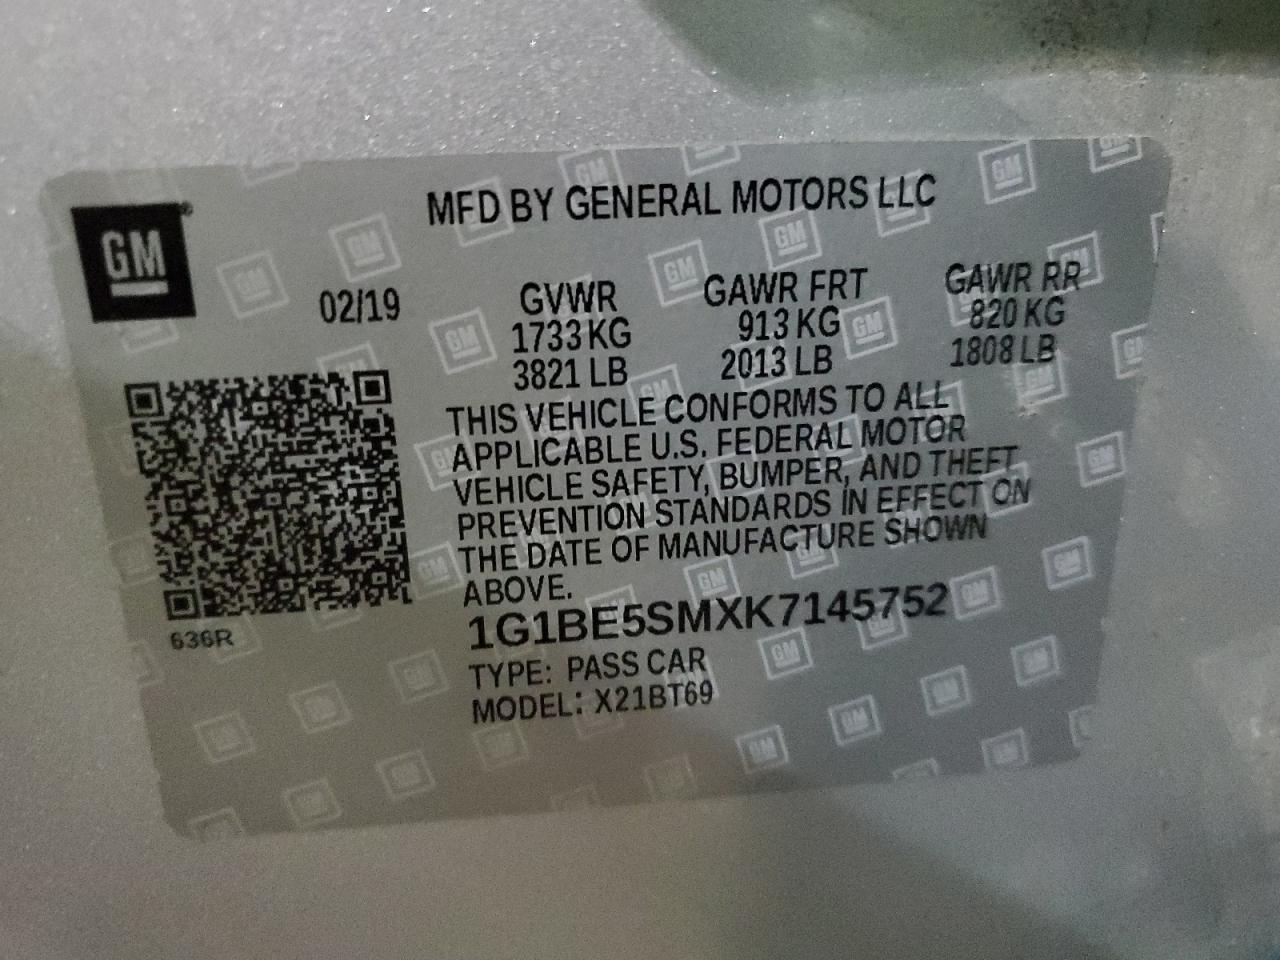 MFD BY GENERAL MOTORS LLC
GM
02/19
GVWR
1733 KG
3821 LB
GAWR FRT
913 KG
2013 LB
GAWR RR
820 KG
1808 LB
THIS VEHICLE CONFORMS TO ALL
APPLICABLE U.S. FEDERAL MOTOR
VEHICLE SAFETY, BUMPER, AND THEFT
PREVENTION STANDARDS IN EFFECT ON
THE DATE OF MANUFACTURE SHOWN
ABOVE.
1G1BE5SMXK7145752
636R
TYPE: PASS CAR
MODEL: X21BT69